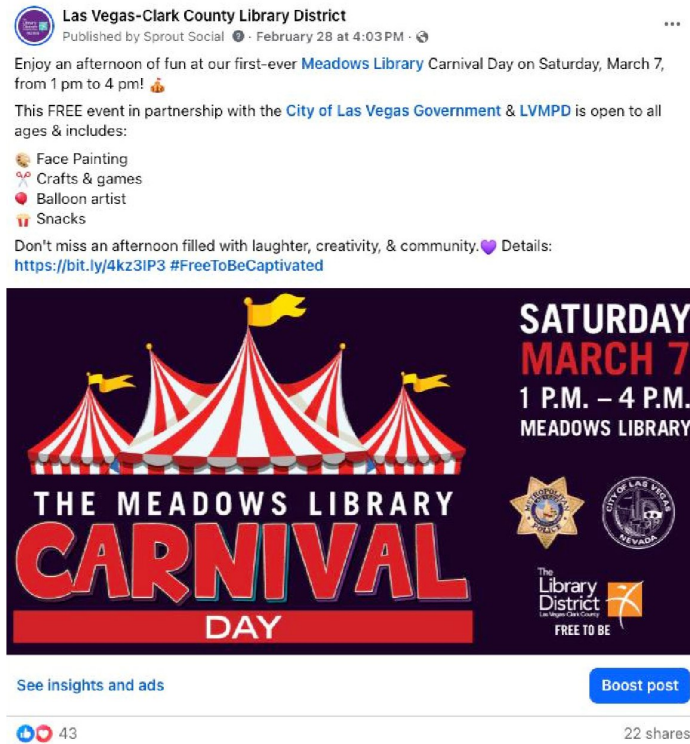 Las Vegas-Clark County Library District
Published by Sprout Social · February 28 at 4:03 PM ·
Enjoy an afternoon of fun at our first-ever Meadows Library Carnival Day on Saturday, March 7,
from 1 pm to 4 pm! 🎪
This FREE event in partnership with the City of Las Vegas Government & LVMPD is open to all
ages & includes:
🎨 Face Painting
✂️ Crafts & games
🎈 Balloon artist
🍿 Snacks
Don't miss an afternoon filled with laughter, creativity, & community.💜 Details:
https://bit.ly/4kz3IP3 #FreeToBeCaptivated
SATURDAY
MARCH 7
1 P.M. – 4 P.M.
MEADOWS LIBRARY
THE MEADOWS LIBRARY
CARNIVAL
DAY
METROPOLITAN
POLICE
CITY OF LAS VEGAS
NEVADA
The
Library
District
Las Vegas-Clark County
FREE TO BE
See insights and ads
Boost post
43
22 shares